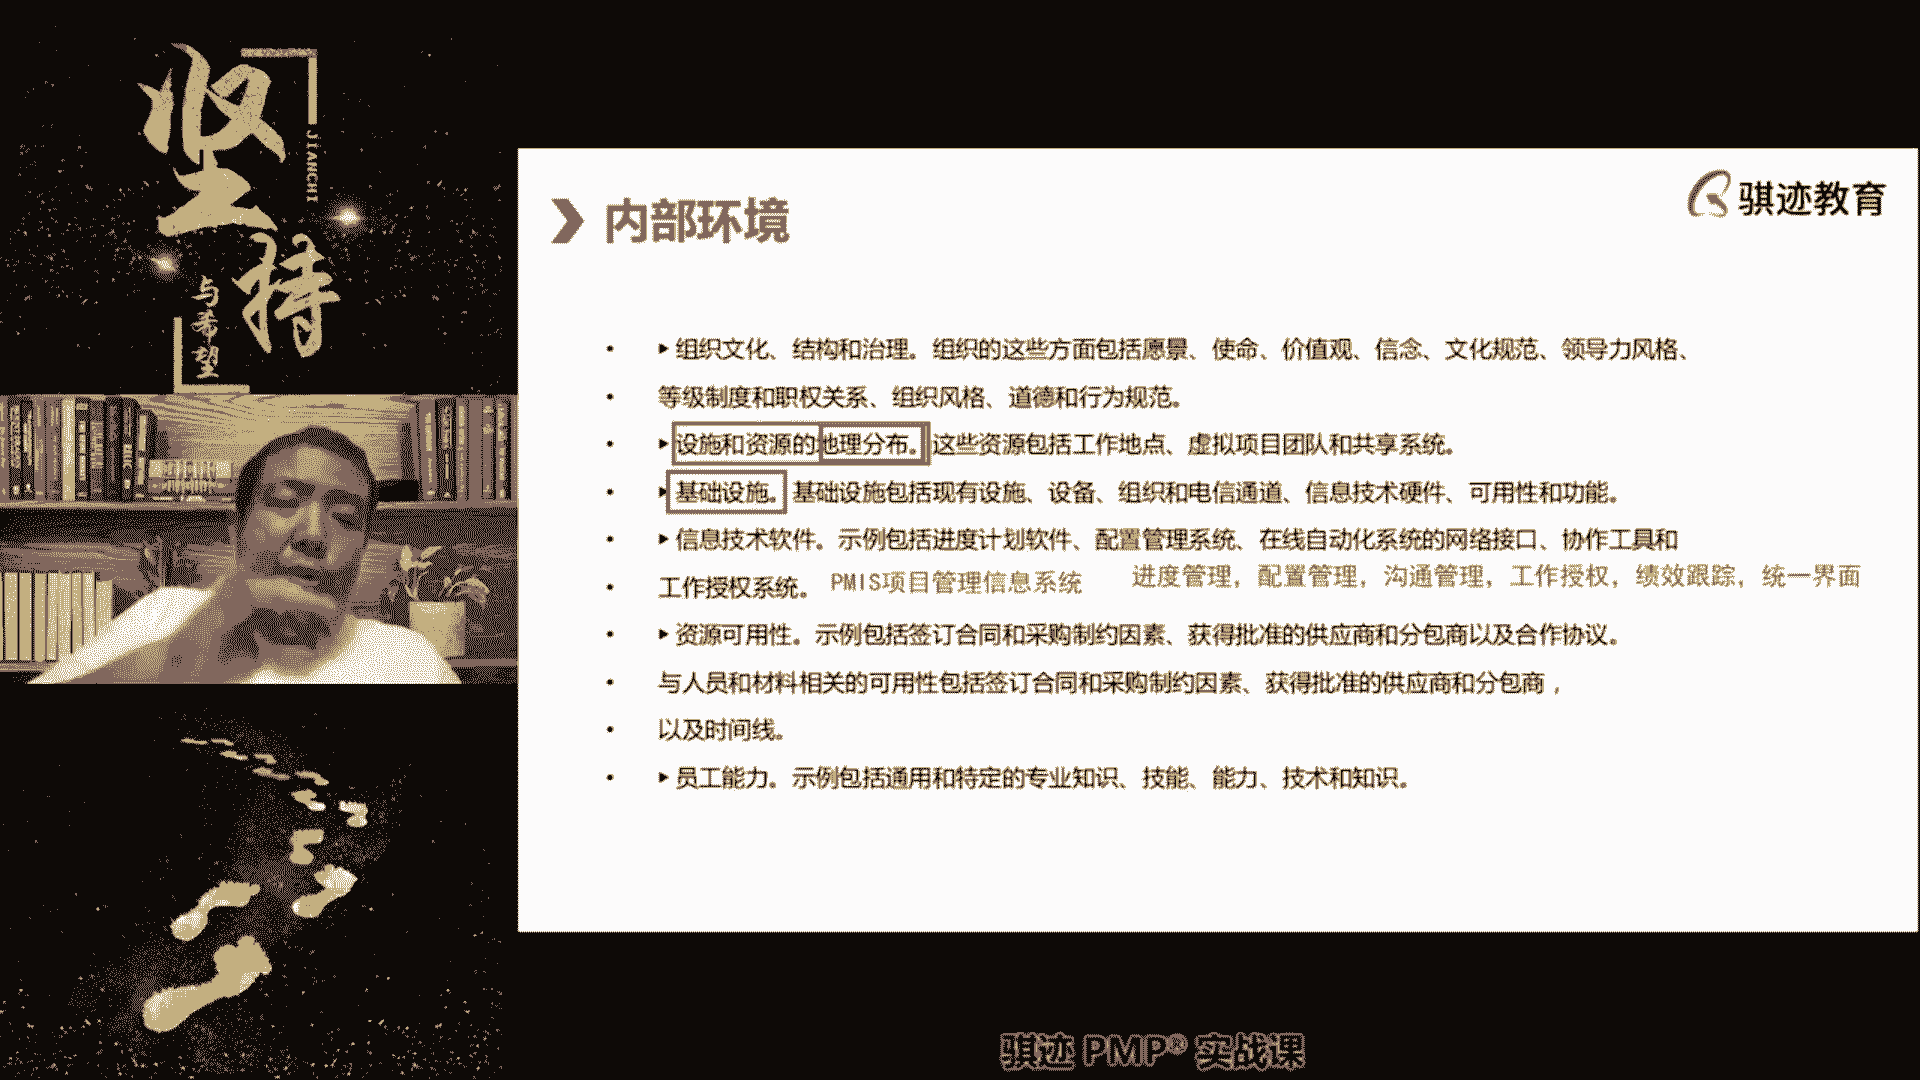 坚持
JIANCHI
与希望
骐迹教育
内部环境
• ▸组织文化、结构和治理。组织的这些方面包括愿景、使命、价值观、信念、文化规范、领导力风格、
• 等级制度和职权关系、组织风格、道德和行为规范。
• ▸设施和资源的地理分布。这些资源包括工作地点、虚拟项目团队和共享系统。
• ▸基础设施。基础设施包括现有设施、设备、组织和电信通道、信息技术硬件、可用性和功能。
• ▸信息技术软件。示例包括进度计划软件、配置管理系统、在线自动化系统的网络接口、协作工具和
• 工作授权系统。 PMIS项目管理信息系统 进度管理，配置管理，沟通管理，工作授权，绩效跟踪，统一界面
• ▸资源可用性。示例包括签订合同和采购制约因素、获得批准的供应商和分包商以及合作协议。
• 与人员和材料相关的可用性包括签订合同和采购制约因素、获得批准的供应商和分包商，
• 以及时间线。
• ▸员工能力。示例包括通用和特定的专业知识、技能、能力、技术和知识。
骐迹 PMP® 实战课